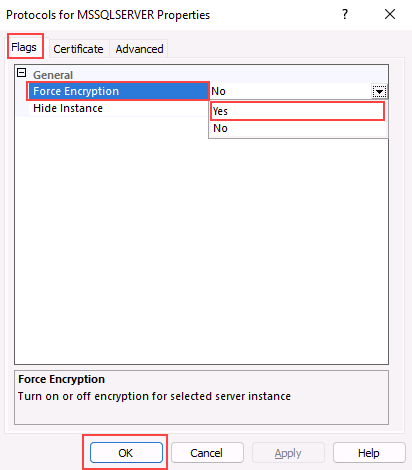 Protocols for MSSQLSERVER Properties ? ×
Flags Certificate Advanced
General
Force Encryption No
Hide Instance Yes
No
Force Encryption
Turn on or off encryption for selected server instance
OK Cancel Apply Help